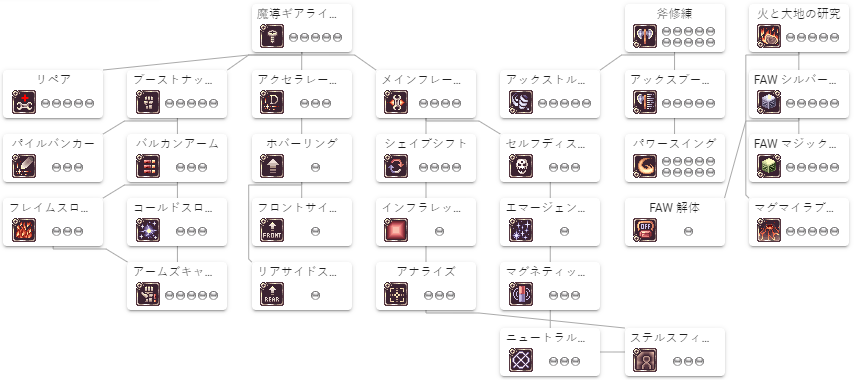 魔導ギアライ...
斧修練
火と大地の研究
リペア
ブーストナッ...
アクセラレー...
メインフレー...
アックストル...
アックスブー...
FAW シルバー...
パイルバンカー
バルカンアーム
ホバーリング
シェイプシフト
セルフディス...
パワースイング
FAW マジック...
フレイムスロ...
コールドスロ...
フロントサイ...
FRONT
インフラレッ...
エマージェン...
FAW 解体
OFF
マグマイラプ...
アームズキャ...
リアサイドス...
REAR
アナライズ
マグネティッ...
ニュートラル...
ステルスフィ...